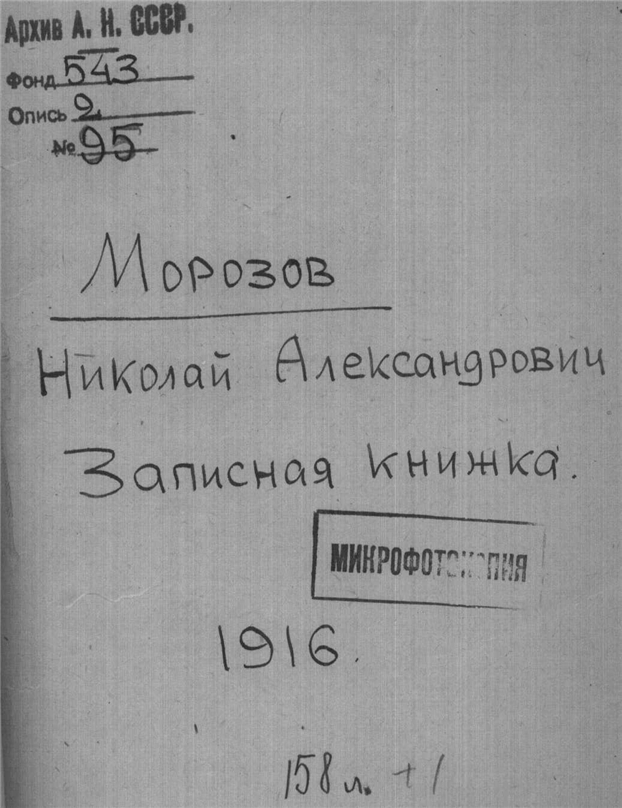 Архив А. Н. СССР.
Фонд 543
Опись 2
№ 95
Морозов
Николай Александрович
Записная книжка.
МИКРОФОТОКОПИЯ
1916.
158 л. + 1